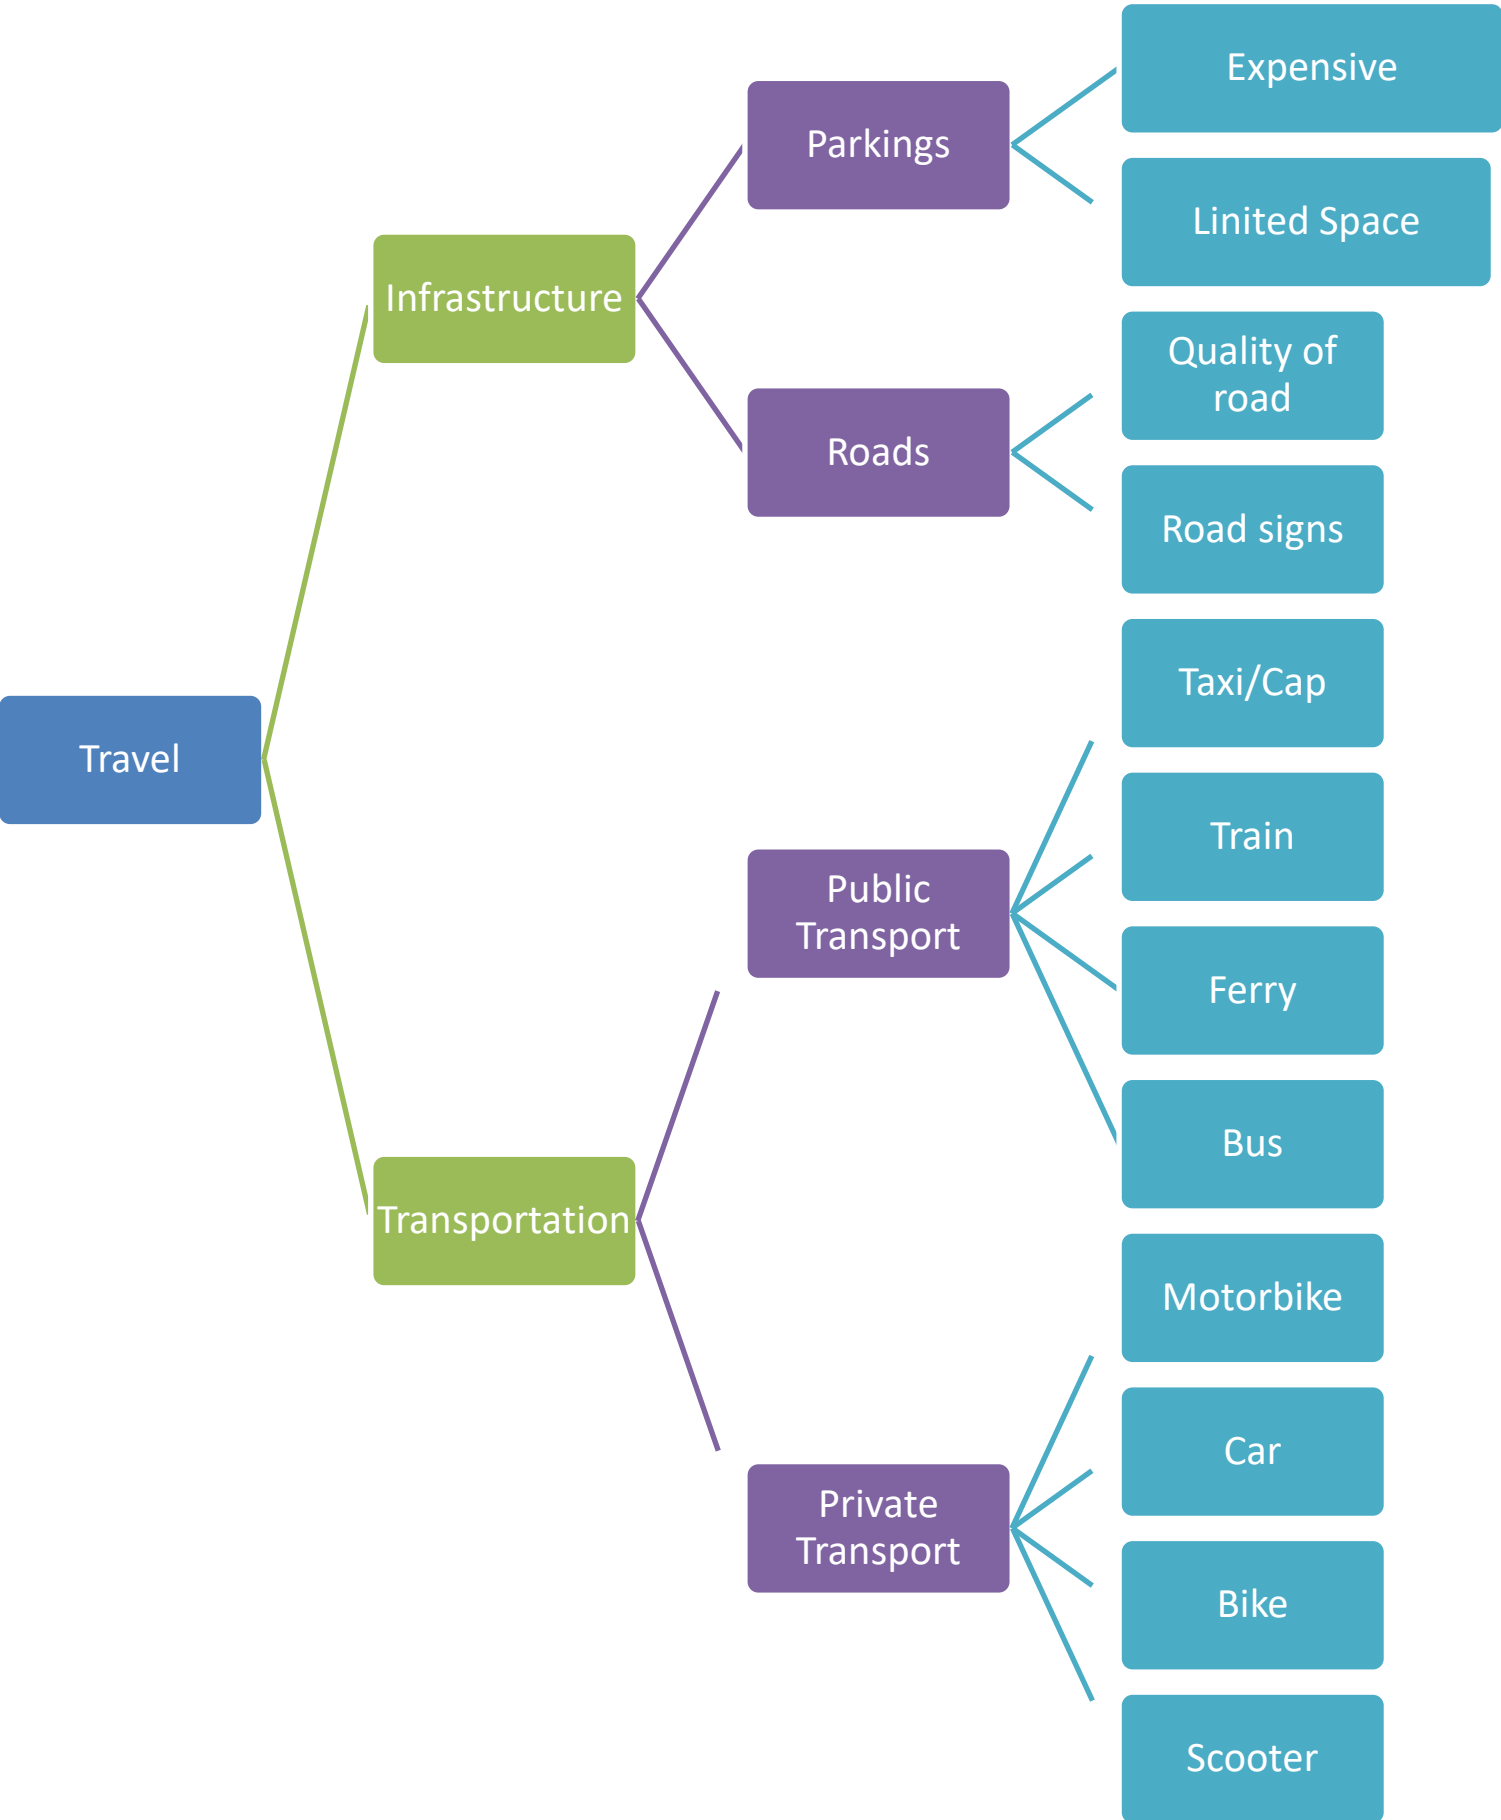 Expensive
Parkings
Linited Space
Infrastructure
Quality of
road
Roads
Road signs
Taxi/Cap
Travel
Train
Public
Transport
Ferry
Bus
Transportation
Motorbike
Car
Private
Transport
Bike
Scooter